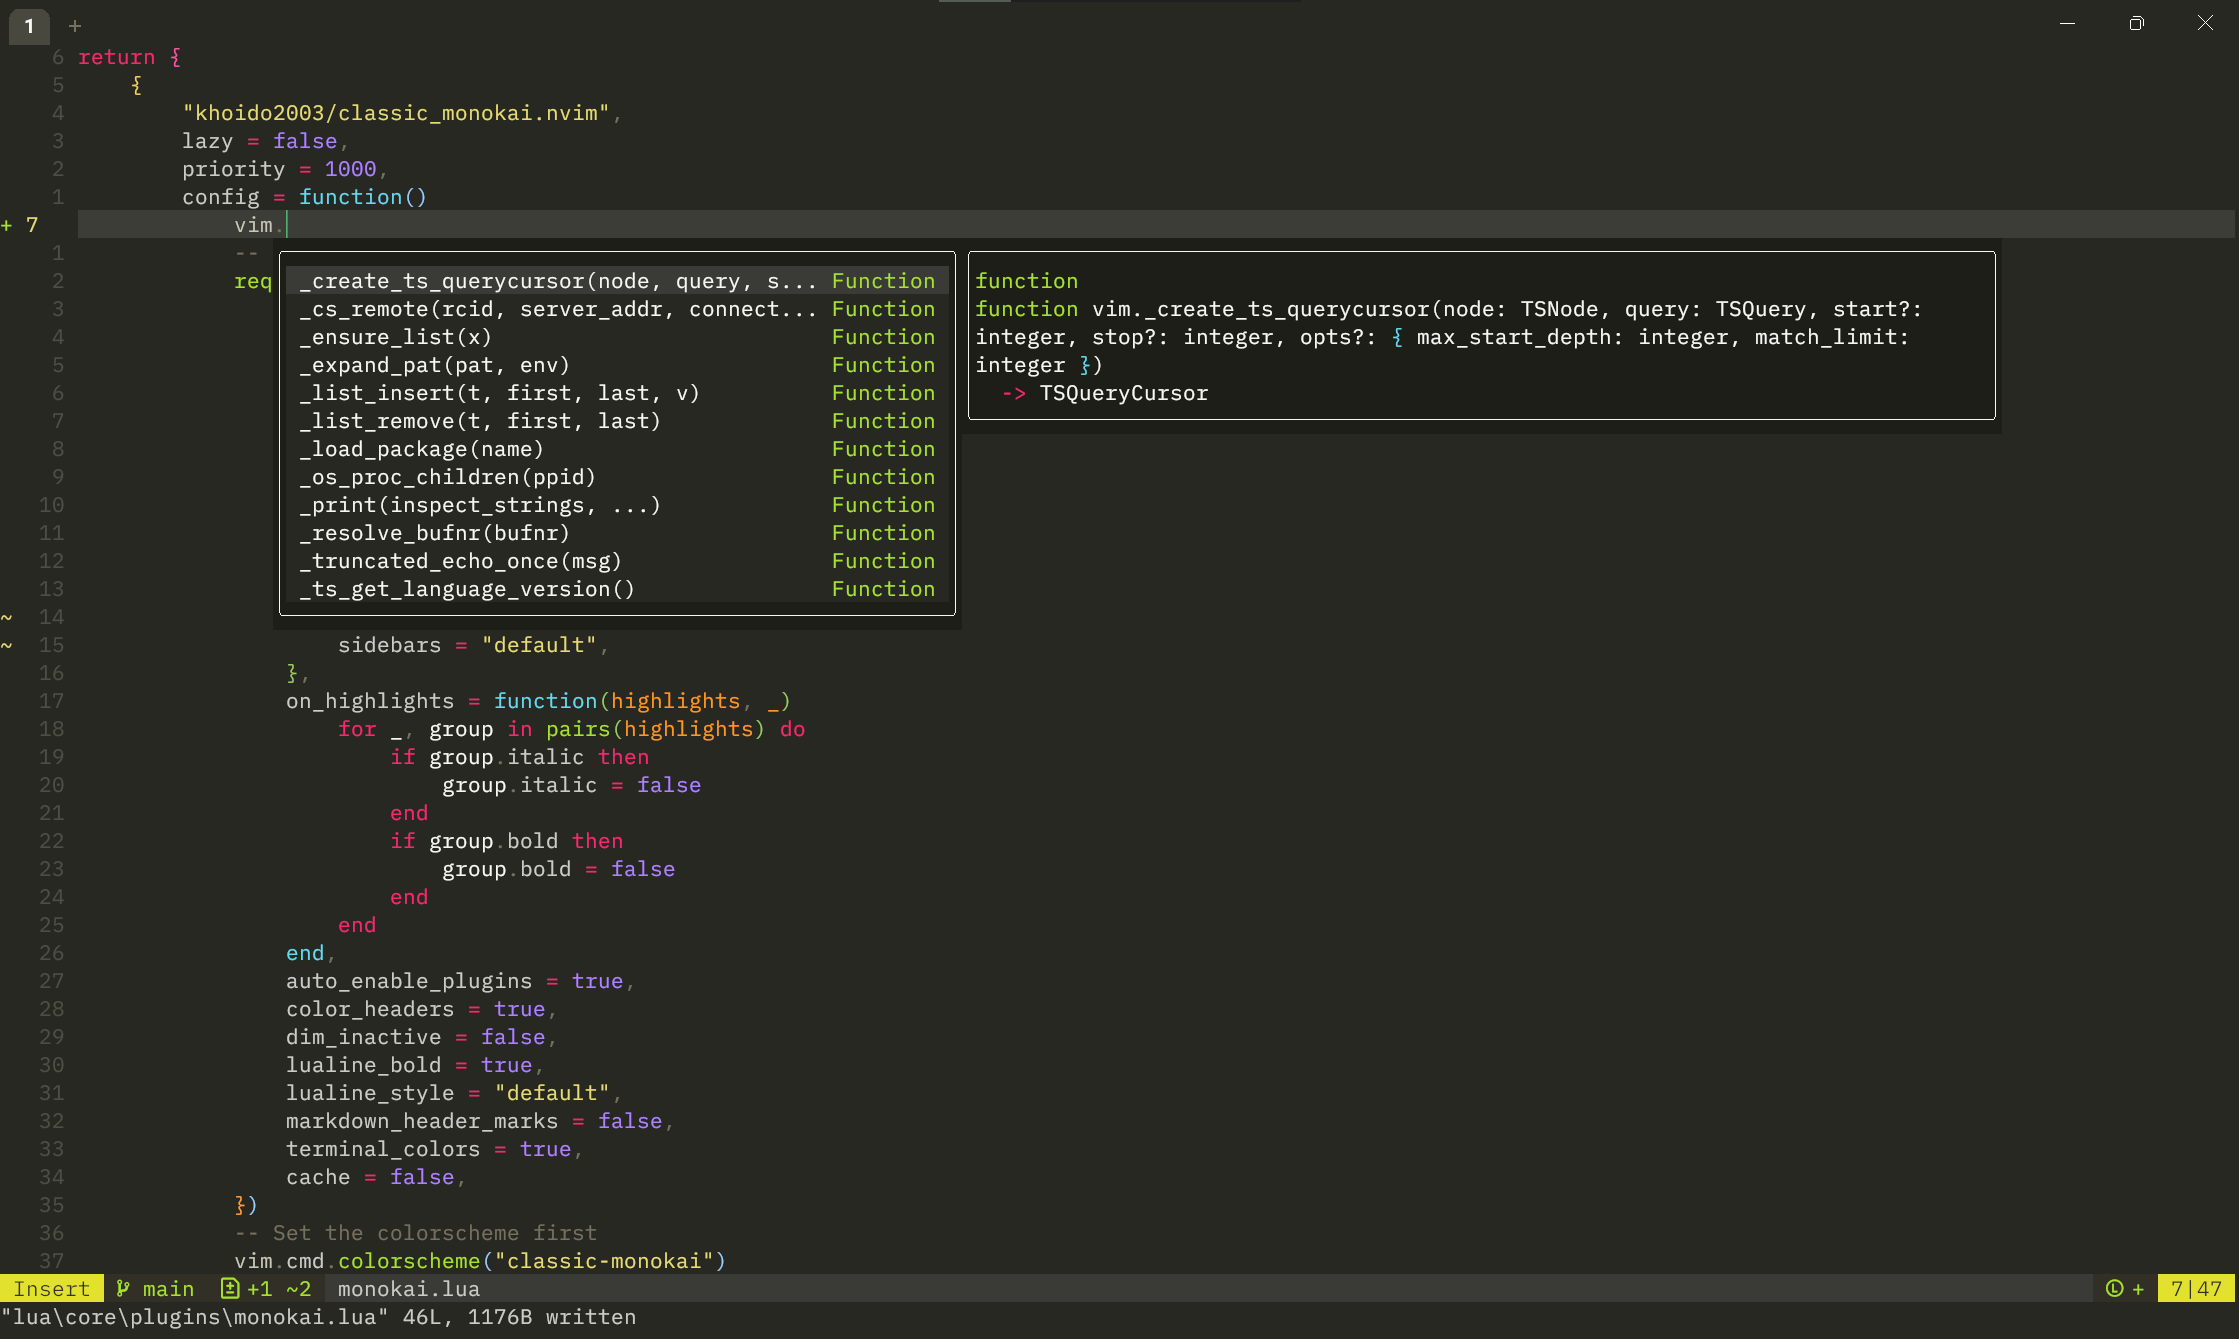 1 +
6 return {
5 {
4 "khoido2003/classic_monokai.nvim",
3 lazy = false,
2 priority = 1000,
1 config = function()
+ 7 vim.
1 --
2 req
3
4
5
6
7
8
9
10
11
12
13
~ 14
_create_ts_querycursor(node, query, s... Function
_cs_remote(rcid, server_addr, connect... Function
_ensure_list(x) Function
_expand_pat(pat, env) Function
_list_insert(t, first, last, v) Function
_list_remove(t, first, last) Function
_load_package(name) Function
_os_proc_children(ppid) Function
_print(inspect_strings, ...) Function
_resolve_bufnr(bufnr) Function
_truncated_echo_once(msg) Function
_ts_get_language_version() Function
function
function vim._create_ts_querycursor(node: TSNode, query: TSQuery, start?:
integer, stop?: integer, opts?: { max_start_depth: integer, match_limit:
integer })
-> TSQueryCursor
~ 15 sidebars = "default",
16 },
17 on_highlights = function(highlights, _)
18 for _, group in pairs(highlights) do
19 if group.italic then
20 group.italic = false
21 end
22 if group.bold then
23 group.bold = false
24 end
25 end
26 end,
27 auto_enable_plugins = true,
28 color_headers = true,
29 dim_inactive = false,
30 lualine_bold = true,
31 lualine_style = "default",
32 markdown_header_marks = false,
33 terminal_colors = true,
34 cache = false,
35 })
36 -- Set the colorscheme first
37 vim.cmd.colorscheme("classic-monokai")
Insert main +1 ~2 monokai.lua L + 7|47
"lua\core\plugins\monokai.lua" 46L, 1176B written